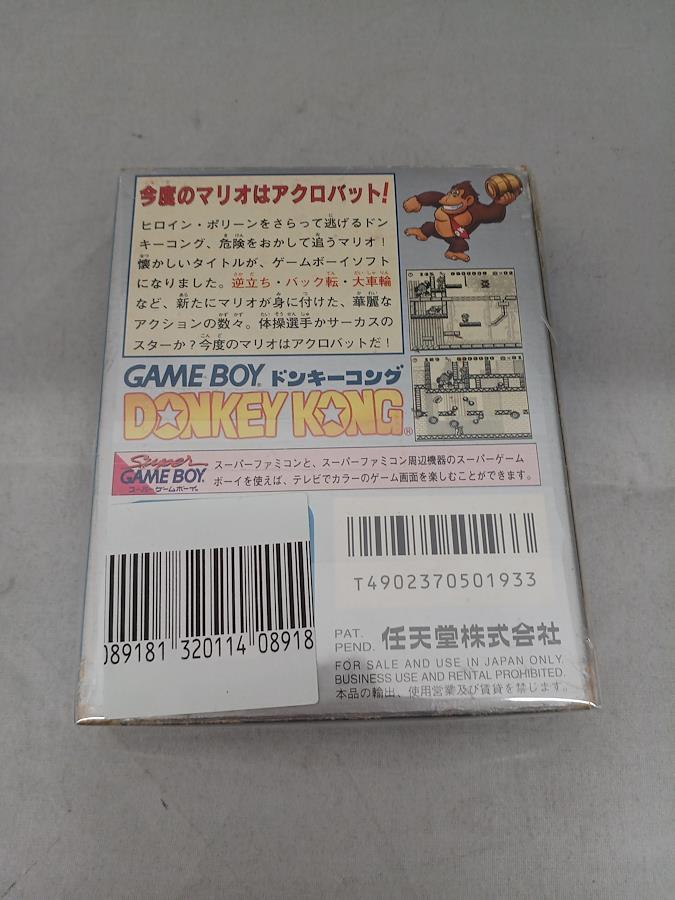 今度のマリオはアクロバット!
ヒロイン・ポリーンをさらって逃げるドン
キーコング、危険をおかして追うマリオ!
懐かしいタイトルが、ゲームボーイソフト
になりました。逆立ち・バック転・大車輪
など、新たにマリオが身に付けた、華麗な
アクションの数々。体操選手かサーカスの
スターか?今度のマリオはアクロバットだ!
GAME BOY® ドンキーコング
DONKEY KONG®
Super
GAME BOY®
スーパーゲームボーイ®
スーパーファミコンと、スーパーファミコン周辺機器のスーパーゲーム
ボーイを使えば、テレビでカラーのゲーム画面を楽しむことができます。
T4902370501933
089181 320114 08918
PAT.
PEND. 任天堂株式会社
FOR SALE AND USE IN JAPAN ONLY.
BUSINESS USE AND RENTAL PROHIBITED.
本品の輸出、使用営業及び賃貸を禁じます。